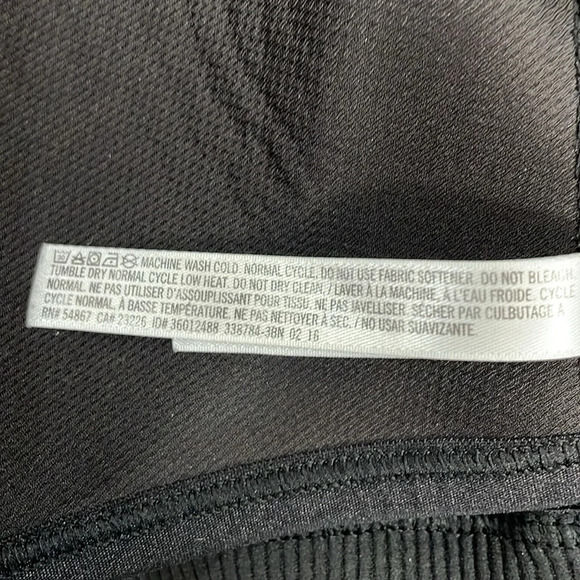 MACHINE WASH COLD. NORMAL CYCLE. DO NOT USE FABRIC SOFTENER. DO NOT BLEACH.
TUMBLE DRY NORMAL CYCLE LOW HEAT. DO NOT DRY CLEAN. / LAVER À LA MACHINE, À L'EAU FROIDE. CYCLE
NORMAL. NE PAS UTILISER D'ASSOUPLISSANT POUR TISSU. NE PAS JAVELLISER. SÉCHER PAR CULBUTAGE À
CYCLE NORMAL À BASSE TEMPÉRATURE. NE PAS NETTOYER À SEC. / NO USAR SUAVIZANTE.
RN# 54867 CA# 23226 ID# 36012488 338784-3BN 02 16